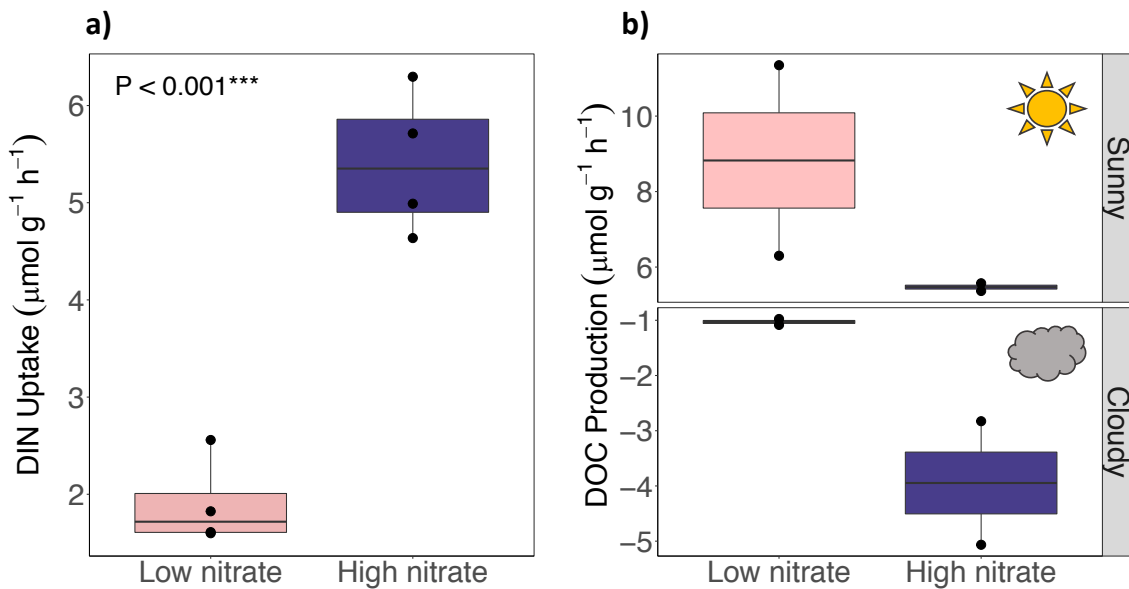 a)
P < 0.001***
DIN Uptake (μmol g⁻¹ h⁻¹)
6
5
4
3
2
Low nitrate
High nitrate
b)
DOC Production (μmol g⁻¹ h⁻¹)
10
8
6
Sunny
−1
−2
−3
−4
−5
Cloudy
Low nitrate
High nitrate